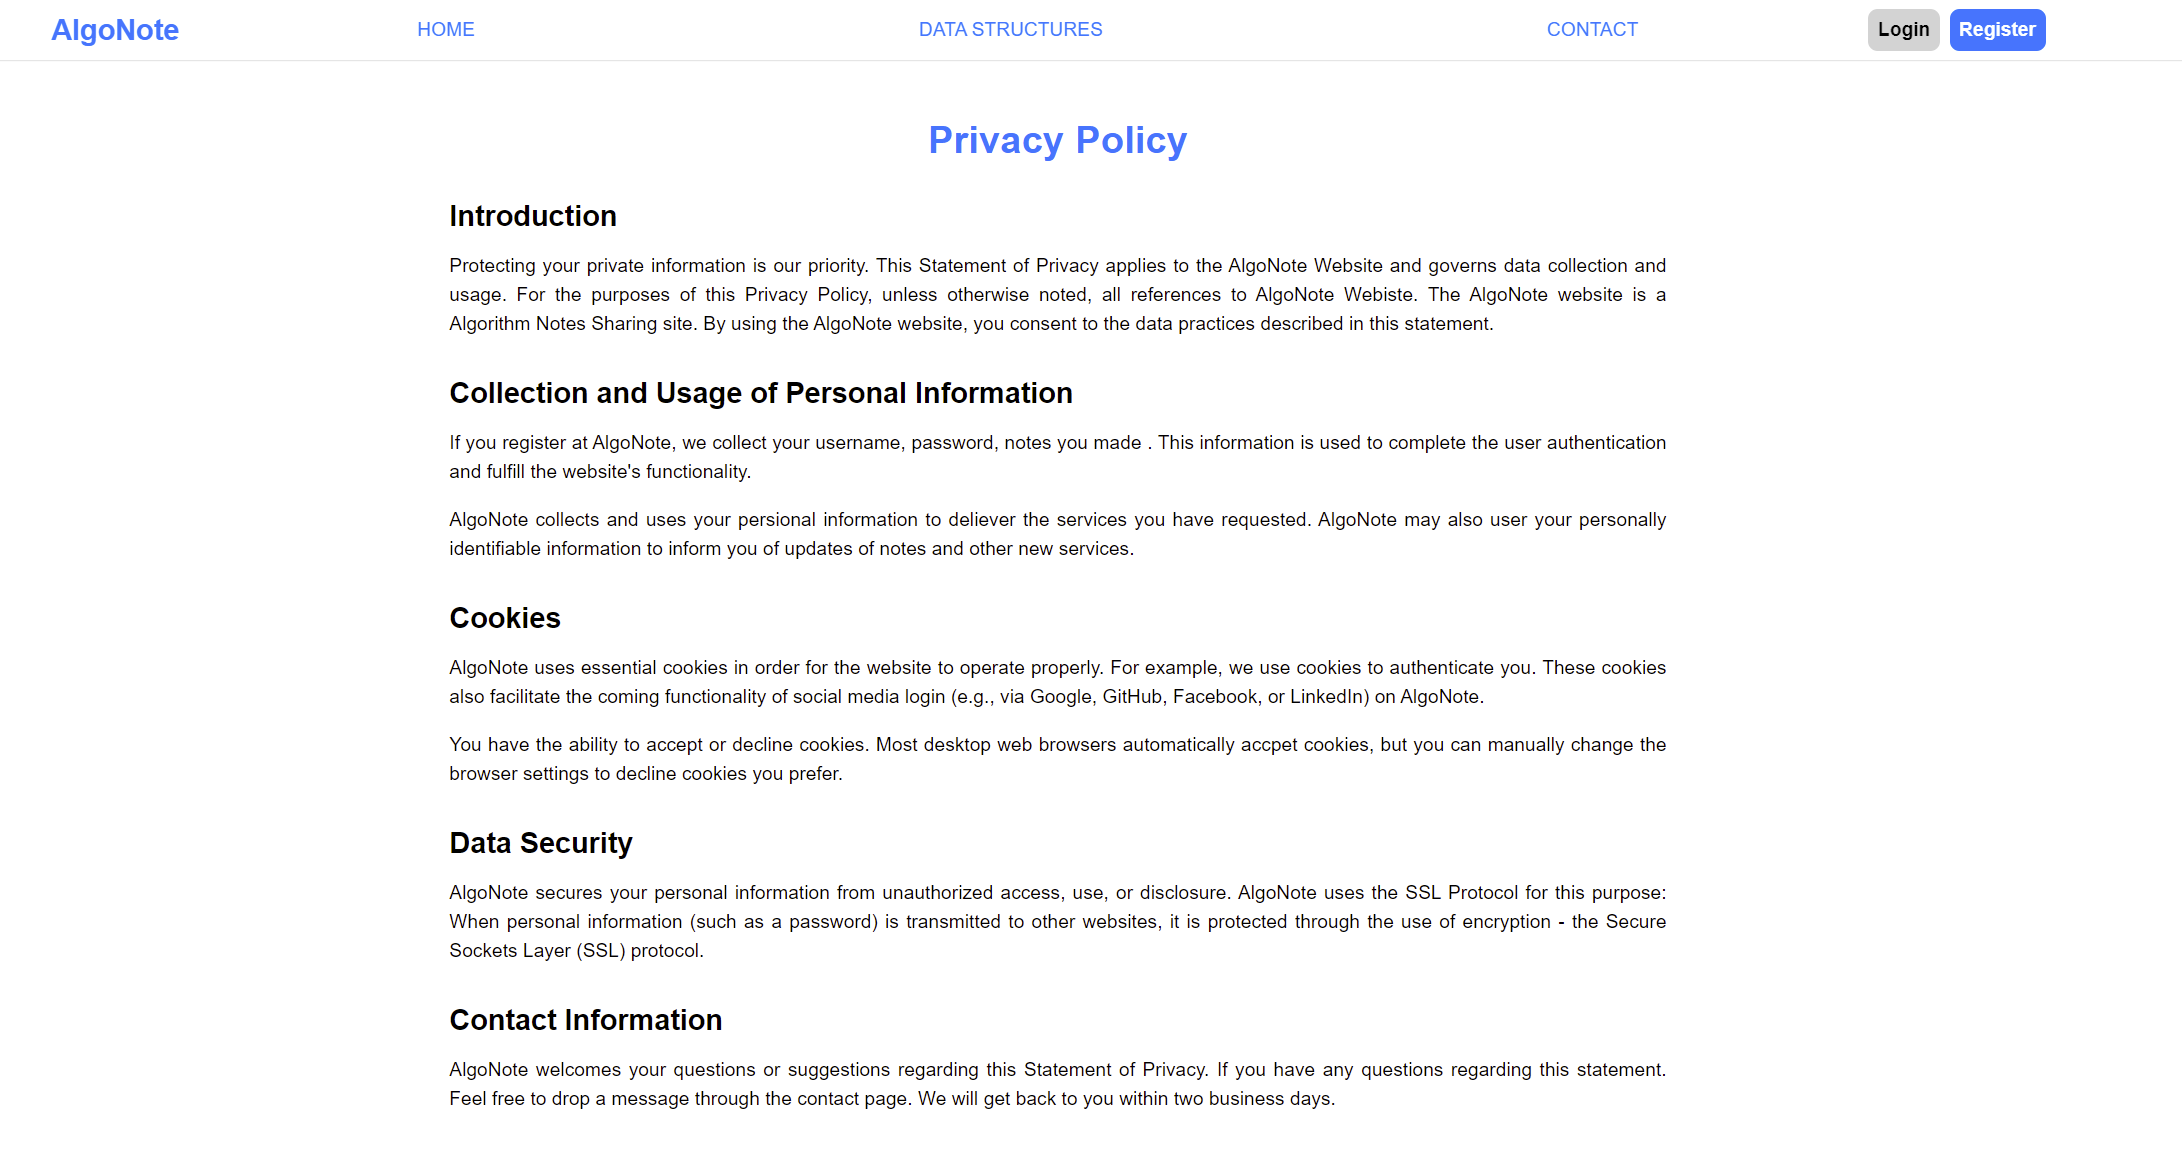 AlgoNote
HOME
DATA STRUCTURES
CONTACT
Login
Register
Privacy Policy
Introduction
Protecting your private information is our priority. This Statement of Privacy applies to the AlgoNote Website and governs data collection and
usage. For the purposes of this Privacy Policy, unless otherwise noted, all references to AlgoNote Webiste. The AlgoNote website is a
Algorithm Notes Sharing site. By using the AlgoNote website, you consent to the data practices described in this statement.
Collection and Usage of Personal Information
If you register at AlgoNote, we collect your username, password, notes you made . This information is used to complete the user authentication
and fulfill the website's functionality.
AlgoNote collects and uses your persional information to deliever the services you have requested. AlgoNote may also user your personally
identifiable information to inform you of updates of notes and other new services.
Cookies
AlgoNote uses essential cookies in order for the website to operate properly. For example, we use cookies to authenticate you. These cookies
also facilitate the coming functionality of social media login (e.g., via Google, GitHub, Facebook, or LinkedIn) on AlgoNote.
You have the ability to accept or decline cookies. Most desktop web browsers automatically accpet cookies, but you can manually change the
browser settings to decline cookies you prefer.
Data Security
AlgoNote secures your personal information from unauthorized access, use, or disclosure. AlgoNote uses the SSL Protocol for this purpose:
When personal information (such as a password) is transmitted to other websites, it is protected through the use of encryption - the Secure
Sockets Layer (SSL) protocol.
Contact Information
AlgoNote welcomes your questions or suggestions regarding this Statement of Privacy. If you have any questions regarding this statement.
Feel free to drop a message through the contact page. We will get back to you within two business days.